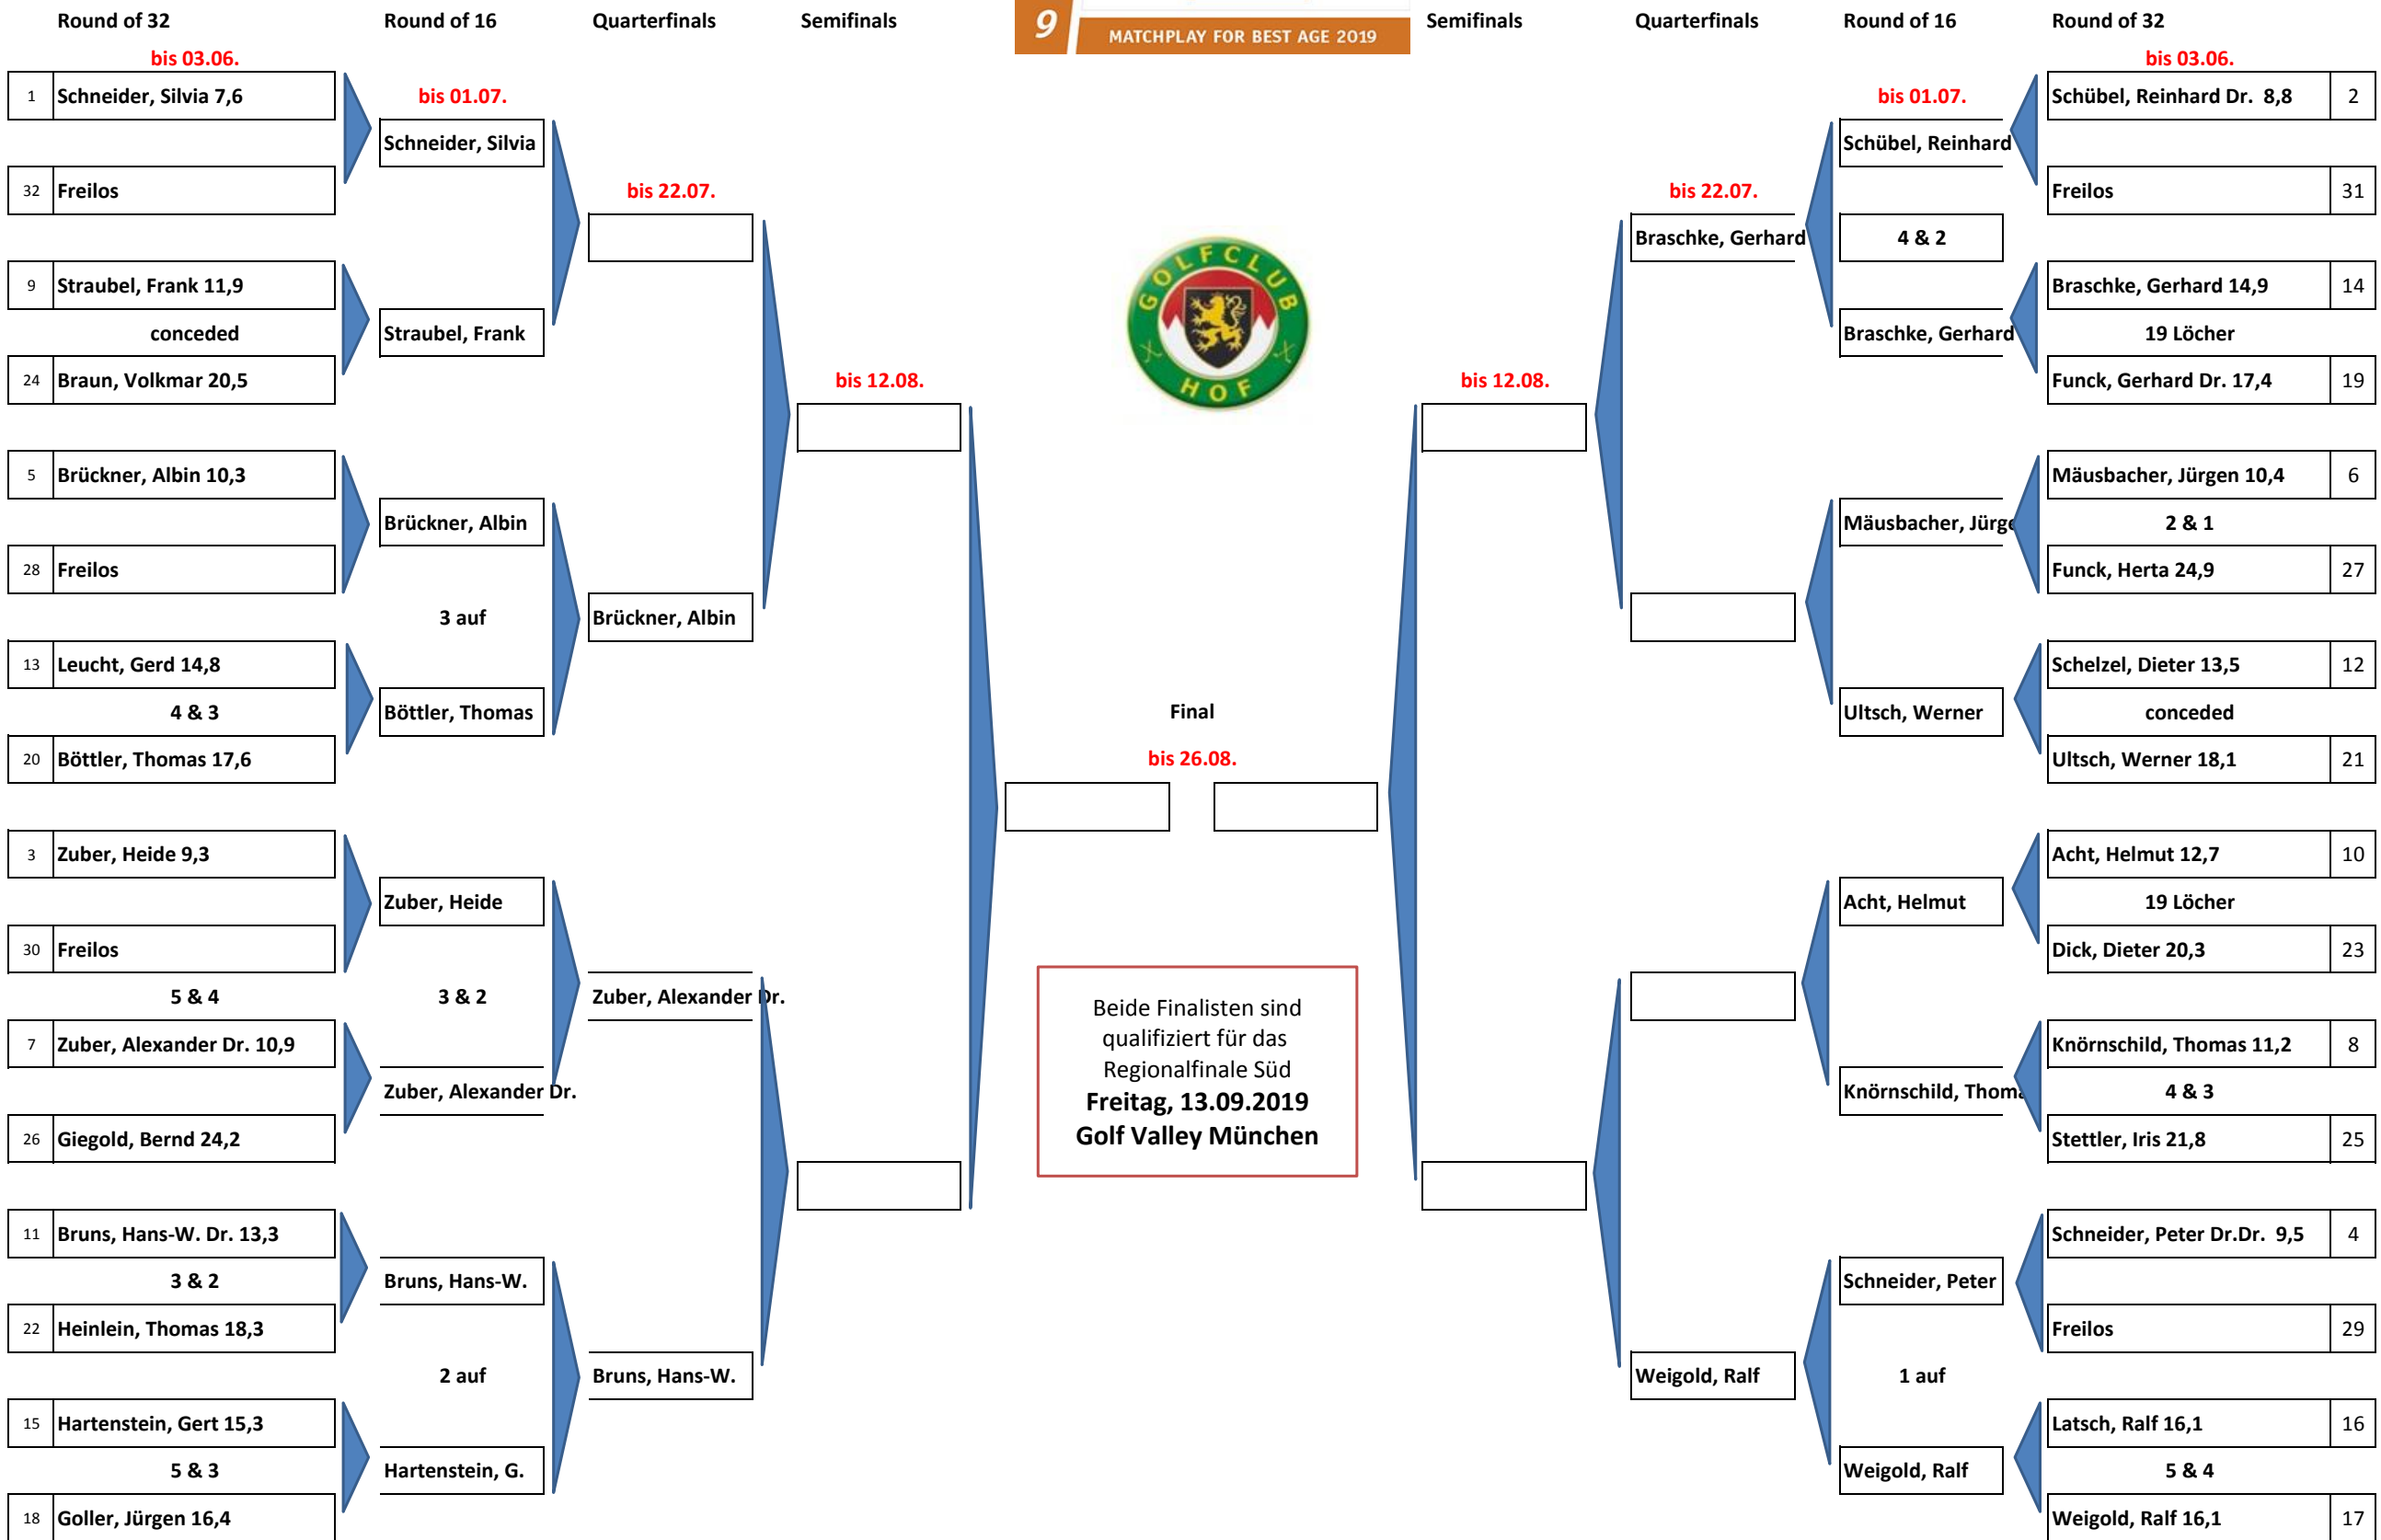 Round of 32 Round of 16 Quarterfinals Semifinals Semifinals Quarterfinals Round of 16 Round of 32
9 MATCHPLAY FOR BEST AGE 2019
bis 03.06. bis 03.06.
1 Schneider, Silvia 7,6 bis 01.07. bis 01.07. Schübel, Reinhard Dr. 8,8 2
Schneider, Silvia Schübel, Reinhard
32 Freilos bis 22.07. bis 22.07. Freilos 31
Braschke, Gerhard 4 & 2
GOLFCLUB HOF
9 Straubel, Frank 11,9 Braschke, Gerhard 14,9 14
conceded Straubel, Frank Braschke, Gerhard 19 Löcher
24 Braun, Volkmar 20,5 bis 12.08. bis 12.08. Funck, Gerhard Dr. 17,4 19
5 Brückner, Albin 10,3 Mäusbacher, Jürgen 10,4 6
Brückner, Albin Mäusbacher, Jürge 2 & 1
28 Freilos Funck, Herta 24,9 27
3 auf Brückner, Albin
13 Leucht, Gerd 14,8 Schelzel, Dieter 13,5 12
4 & 3 Böttler, Thomas Final Ultsch, Werner conceded
20 Böttler, Thomas 17,6 bis 26.08. Ultsch, Werner 18,1 21
3 Zuber, Heide 9,3 Acht, Helmut 12,7 10
Zuber, Heide Acht, Helmut 19 Löcher
30 Freilos Dick, Dieter 20,3 23
5 & 4 3 & 2 Zuber, Alexander Dr.
Beide Finalisten sind
qualifiziert für das
Regionalfinale Süd
Freitag, 13.09.2019
Golf Valley München
7 Zuber, Alexander Dr. 10,9 Knörnschild, Thomas 11,2 8
Zuber, Alexander Dr. Knörnschild, Thoma 4 & 3
26 Giegold, Bernd 24,2 Stettler, Iris 21,8 25
11 Bruns, Hans-W. Dr. 13,3 Schneider, Peter Dr.Dr. 9,5 4
3 & 2 Bruns, Hans-W. Schneider, Peter
22 Heinlein, Thomas 18,3 Freilos 29
2 auf Bruns, Hans-W. Weigold, Ralf 1 auf
15 Hartenstein, Gert 15,3 Latsch, Ralf 16,1 16
5 & 3 Hartenstein, G. Weigold, Ralf 5 & 4
18 Goller, Jürgen 16,4 Weigold, Ralf 16,1 17